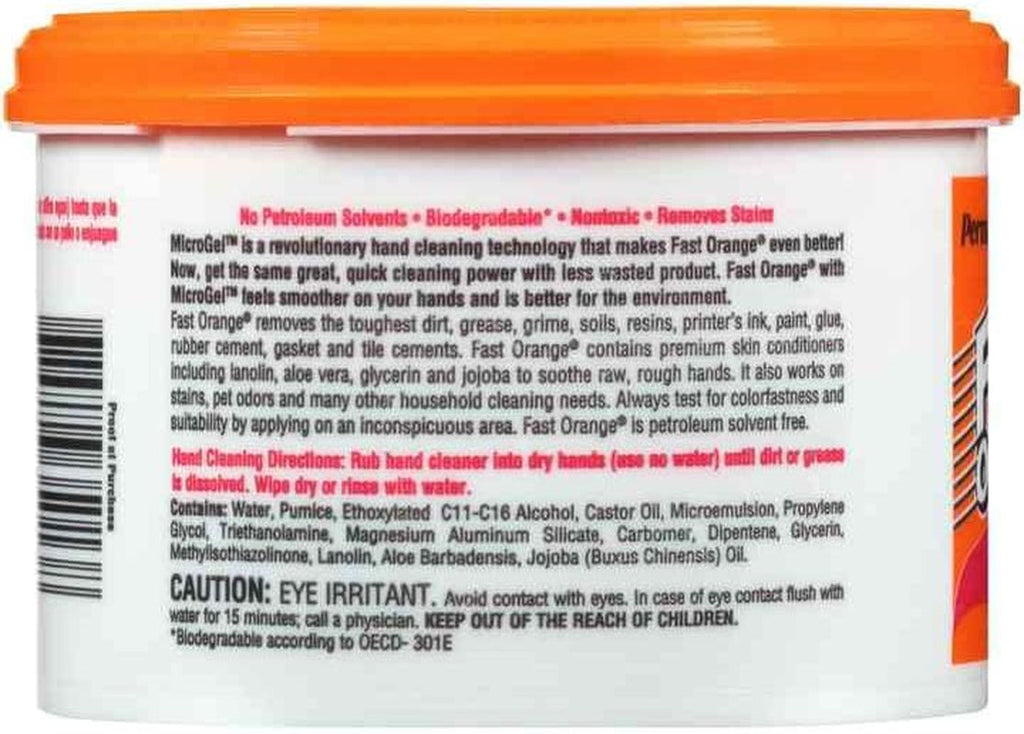 hasta que la
o enjuague
Proof of Purchase
No Petroleum Solvents • Biodegradable* • Nontoxic • Removes Stains
MicroGel™ is a revolutionary hand cleaning technology that makes Fast Orange® even better!
Now, get the same great, quick cleaning power with less wasted product. Fast Orange® with
MicroGel™ feels smoother on your hands and is better for the environment.
Fast Orange® removes the toughest dirt, grease, grime, soils, resins, printer's ink, paint, glue,
rubber cement, gasket and tile cements. Fast Orange® contains premium skin conditioners
including lanolin, aloe vera, glycerin and jojoba to soothe raw, rough hands. It also works on
stains, pet odors and many other household cleaning needs. Always test for colorfastness and
suitability by applying on an inconspicuous area. Fast Orange® is petroleum solvent free.
Hand Cleaning Directions: Rub hand cleaner into dry hands (use no water) until dirt or grease
is dissolved. Wipe dry or rinse with water.
Contains: Water, Pumice, Ethoxylated C11-C16 Alcohol, Castor Oil, Microemulsion, Propylene
Glycol, Triethanolamine, Magnesium Aluminum Silicate, Carbomer, Dipentene, Glycerin,
Methylisothiazolinone, Lanolin, Aloe Barbadensis, Jojoba (Buxus Chinensis) Oil.
CAUTION: EYE IRRITANT. Avoid contact with eyes. In case of eye contact flush with
water for 15 minutes; call a physician. KEEP OUT OF THE REACH OF CHILDREN.
*Biodegradable according to OECD- 301E
Perm